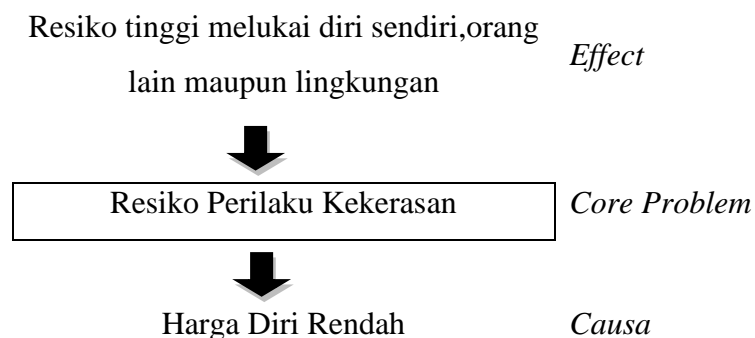 Resiko tinggi melukai diri sendiri,orang
lain maupun lingkungan
Effect
Resiko Perilaku Kekerasan
Core Problem
Harga Diri Rendah
Causa